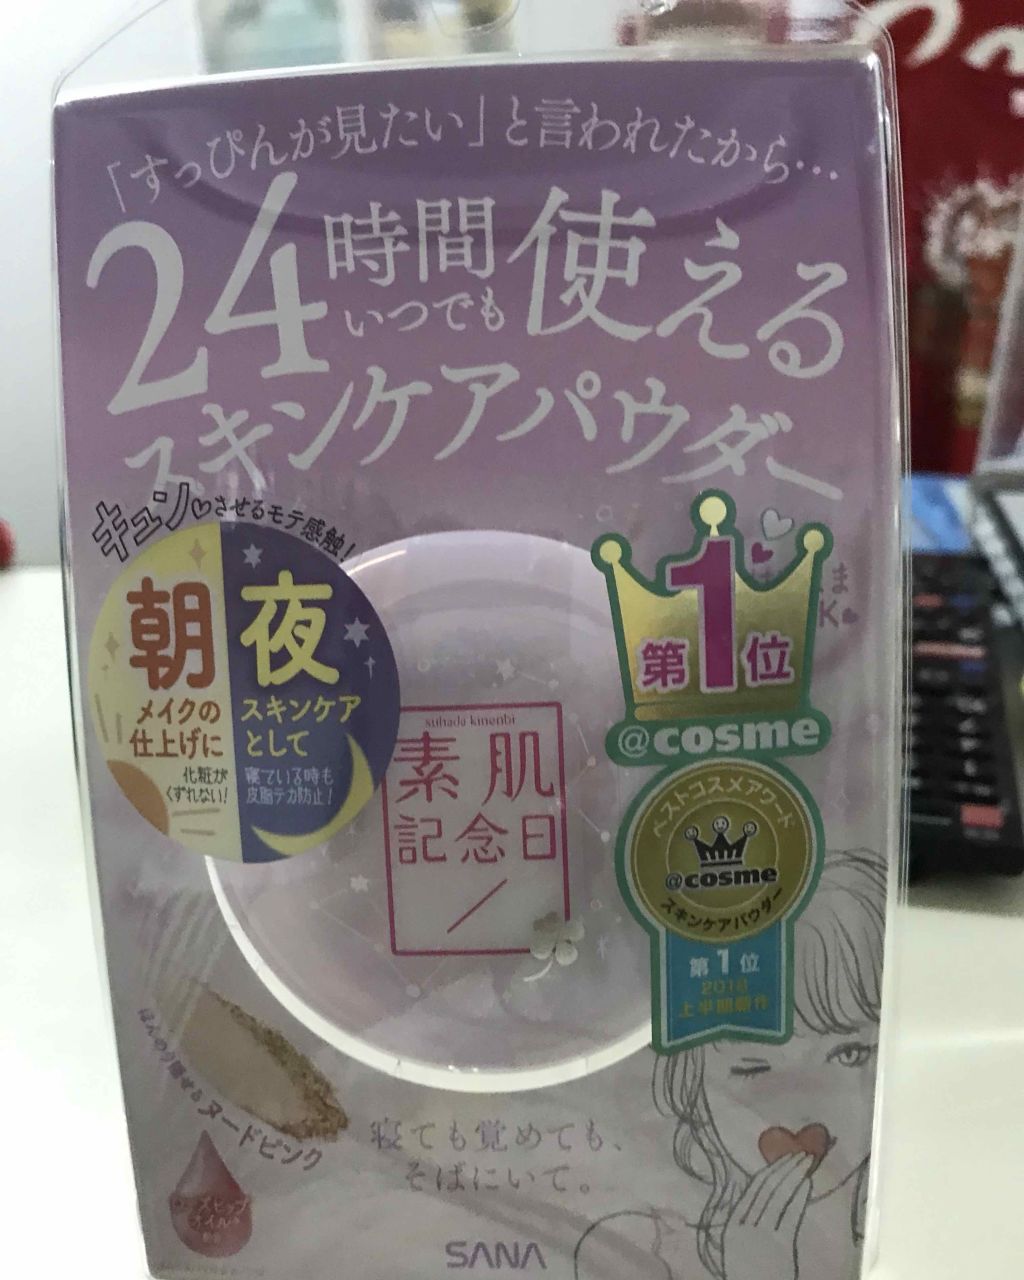 「すっぴんが見たい」と言われたから…
24時間いつでも使える
スキンケアパウダー
キュン♡させるモテ感触!
朝
メイクの
仕上げに
化粧が
くずれない!
夜
スキンケア
として
寝ている時も
皮脂テカ防止!
第1位
@cosme
ベストコスメアワード
@cosme
スキンケアパウダー
第1位
2018
上半期新作
suhada kinenbi
素肌
記念日
ヌードピンク
寝ても覚めても、
そばにいて。
SANA